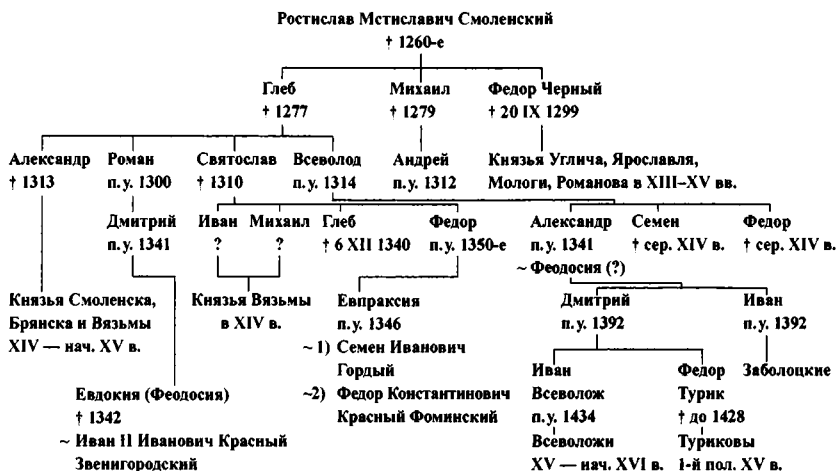 Ростислав Мстиславич Смоленский
† 1260-е
Глеб Михаил Федор Черный
† 1277 † 1279 † 20 IX 1299
Александр Роман Святослав Всеволод Андрей Князья Углича, Ярославля,
† 1313 п.у. 1300 † 1310 п.у. 1314 п.у. 1312 Мологи, Романова в XIII–XV вв.
Дмитрий Иван Михаил Глеб Федор Александр Семен Федор
п.у. 1341 ? ? † 6 XII 1340 п.у. 1350-е п.у. 1341 † сер. XIV в. † сер. XIV в.
~ Феодосия (?)
Князья Смоленска, Князья Вязьмы Евпраксия Дмитрий Иван
Брянска и Вязьмы в XIV в. п.у. 1346 п.у. 1392 п.у. 1392
XIV — нач. XV в. ~ 1) Семен Иванович
Гордый Иван Федор Заболоцкие
Евдокия (Феодосия) ~2) Федор Константинович Всеволож Турик
† 1342 Красный Фоминский п.у. 1434 † до 1428
~ Иван II Иванович Красный Всеволожи Туриковы
Звенигородский XV — нач. XVI в. 1-й пол. XV в.